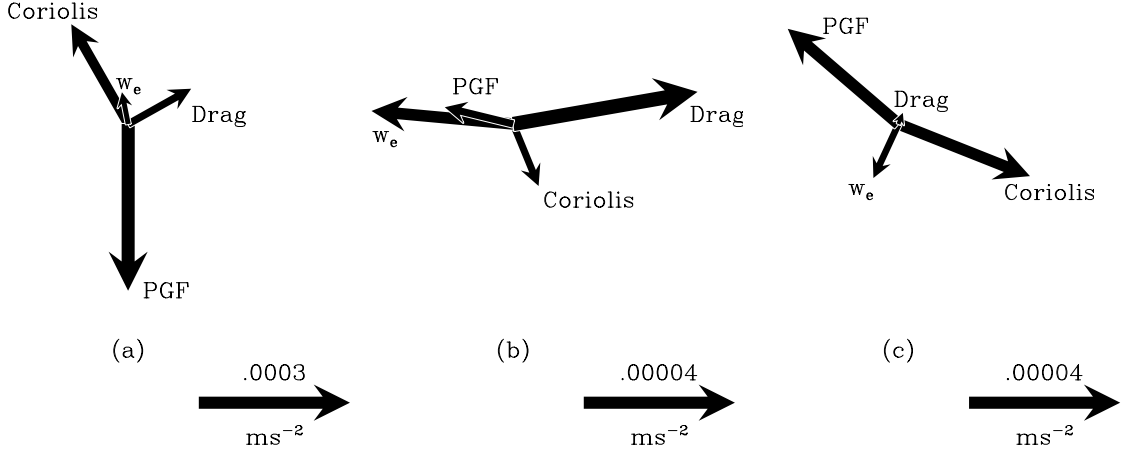 Coriolis
wₑ
Drag
PGF
(a)
.0003
ms⁻²
PGF
wₑ
Drag
Coriolis
(b)
.00004
ms⁻²
PGF
Drag
wₑ
Coriolis
(c)
.00004
ms⁻²